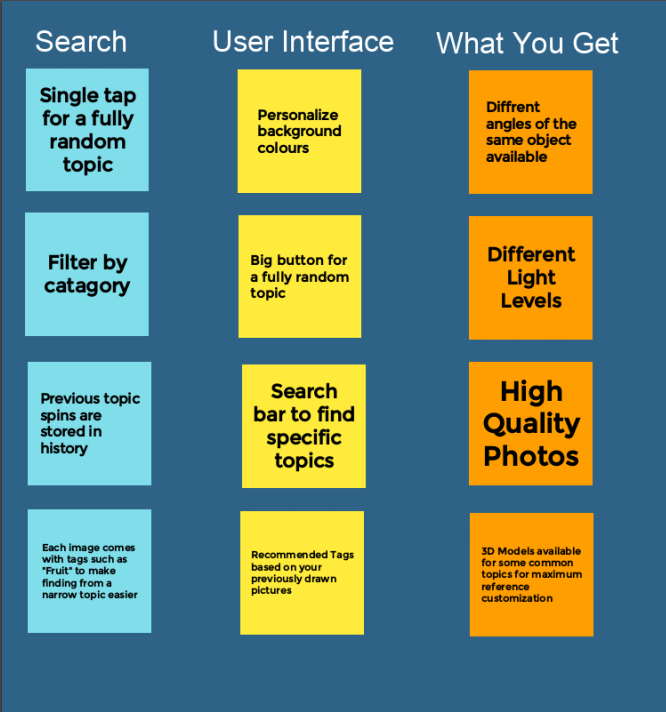 Search
Single tap
for a fully
random
topic
Filter by
catagory
Previous topic
spins are
stored in
history
Each image comes
with tags such as
"Fruit" to make
finding from a
narrow topic easier
User Interface
Personalize
background
colours
Big button for
a fully random
topic
Search
bar to find
specific
topics
Recommended Tags
based on your
previously drawn
pictures
What You Get
Diffrent
angles of the
same object
available
Different
Light
Levels
High
Quality
Photos
3D Models available
for some common
topics for maximum
reference
customization